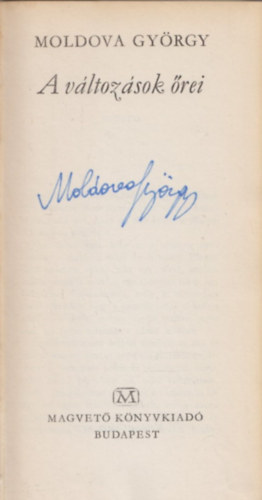 MOLDOVA GYÖRGY
A változások őrei
Moldova György
M
MAGVETŐ KÖNYVKIADÓ
BUDAPEST